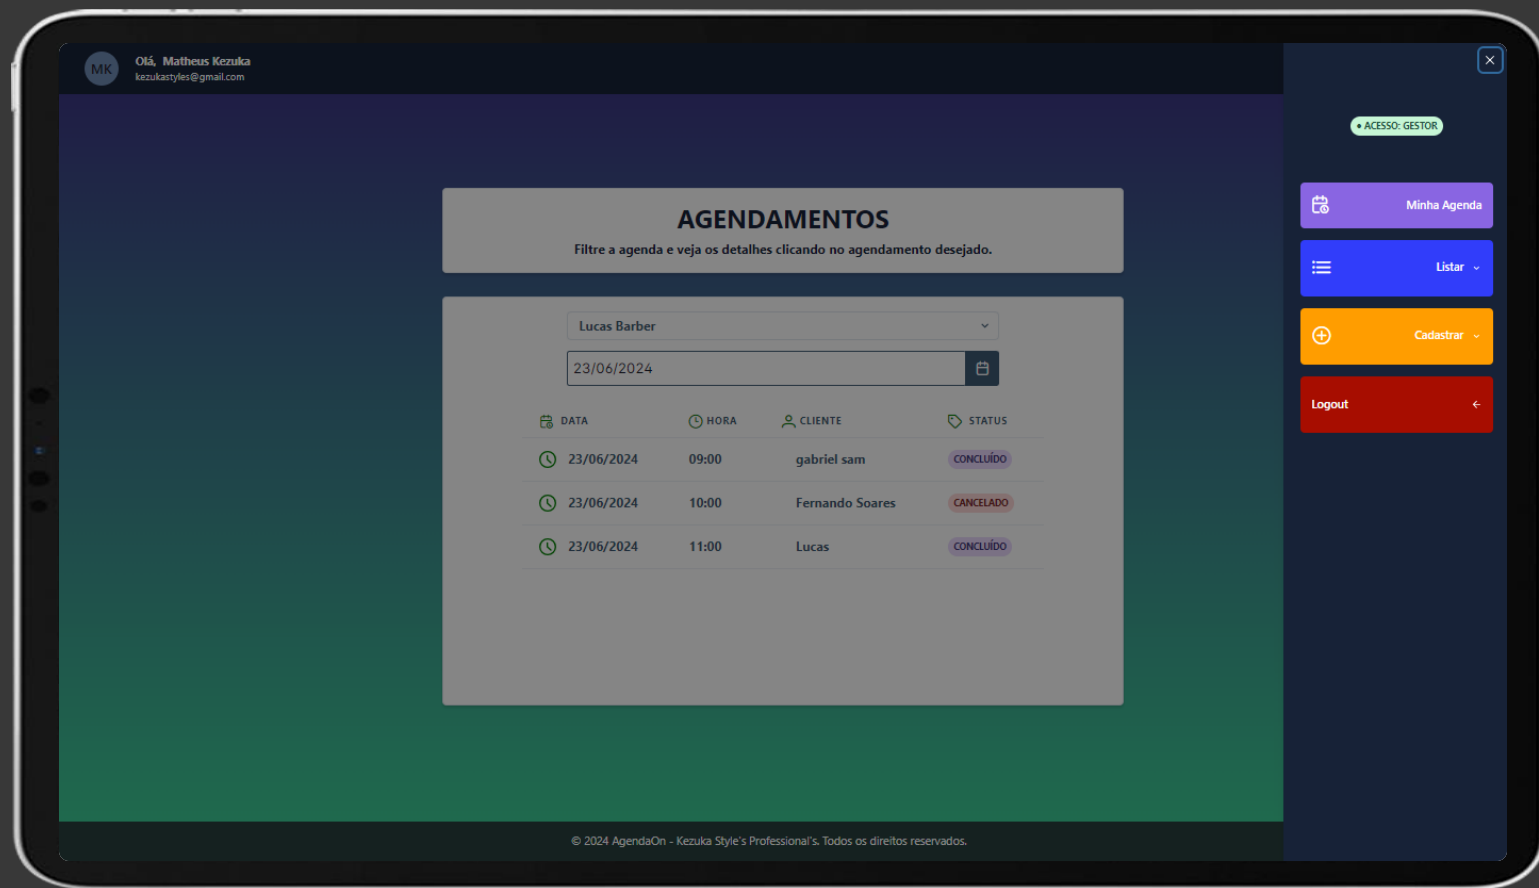 MK
Olá, Matheus Kezuka
kezukastyles@gmail.com
• ACESSO: GESTOR
Minha Agenda
Listar
Cadastrar
Logout
AGENDAMENTOS
Filtre a agenda e veja os detalhes clicando no agendamento desejado.
Lucas Barber
23/06/2024
DATA HORA CLIENTE STATUS
23/06/2024 09:00 gabriel sam CONCLUÍDO
23/06/2024 10:00 Fernando Soares CANCELADO
23/06/2024 11:00 Lucas CONCLUÍDO
© 2024 AgendaOn - Kezuka Style's Professional's. Todos os direitos reservados.